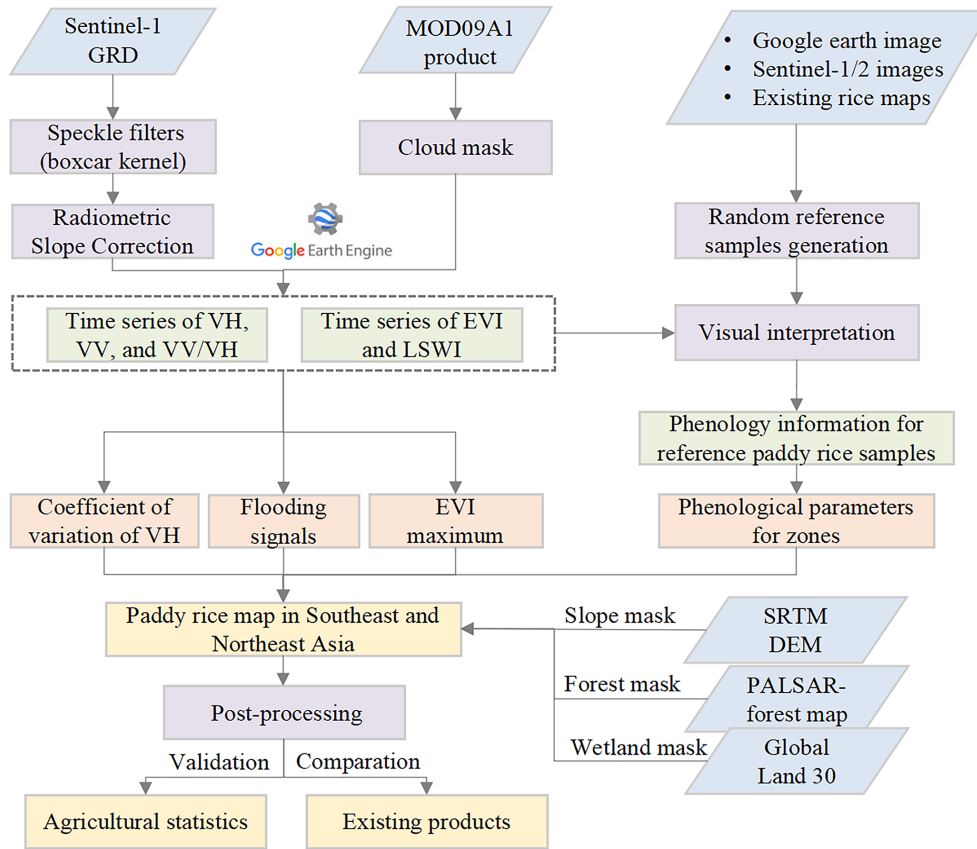 Sentinel-1
GRD
MOD09A1
product
• Google earth image
• Sentinel-1/2 images
• Existing rice maps
Speckle filters
(boxcar kernel)
Cloud mask
Radiometric
Slope Correction
Google Earth Engine
Random reference
samples generation
Time series of VH,
VV, and VV/VH
Time series of EVI
and LSWI
Visual interpretation
Phenology information for
reference paddy rice samples
Coefficient of
variation of VH
Flooding
signals
EVI
maximum
Phenological parameters
for zones
Paddy rice map in Southeast and
Northeast Asia
Slope mask
SRTM
DEM
Forest mask
PALSAR-
forest map
Post-processing
Wetland mask
Global
Land 30
Validation
Comparation
Agricultural statistics
Existing products